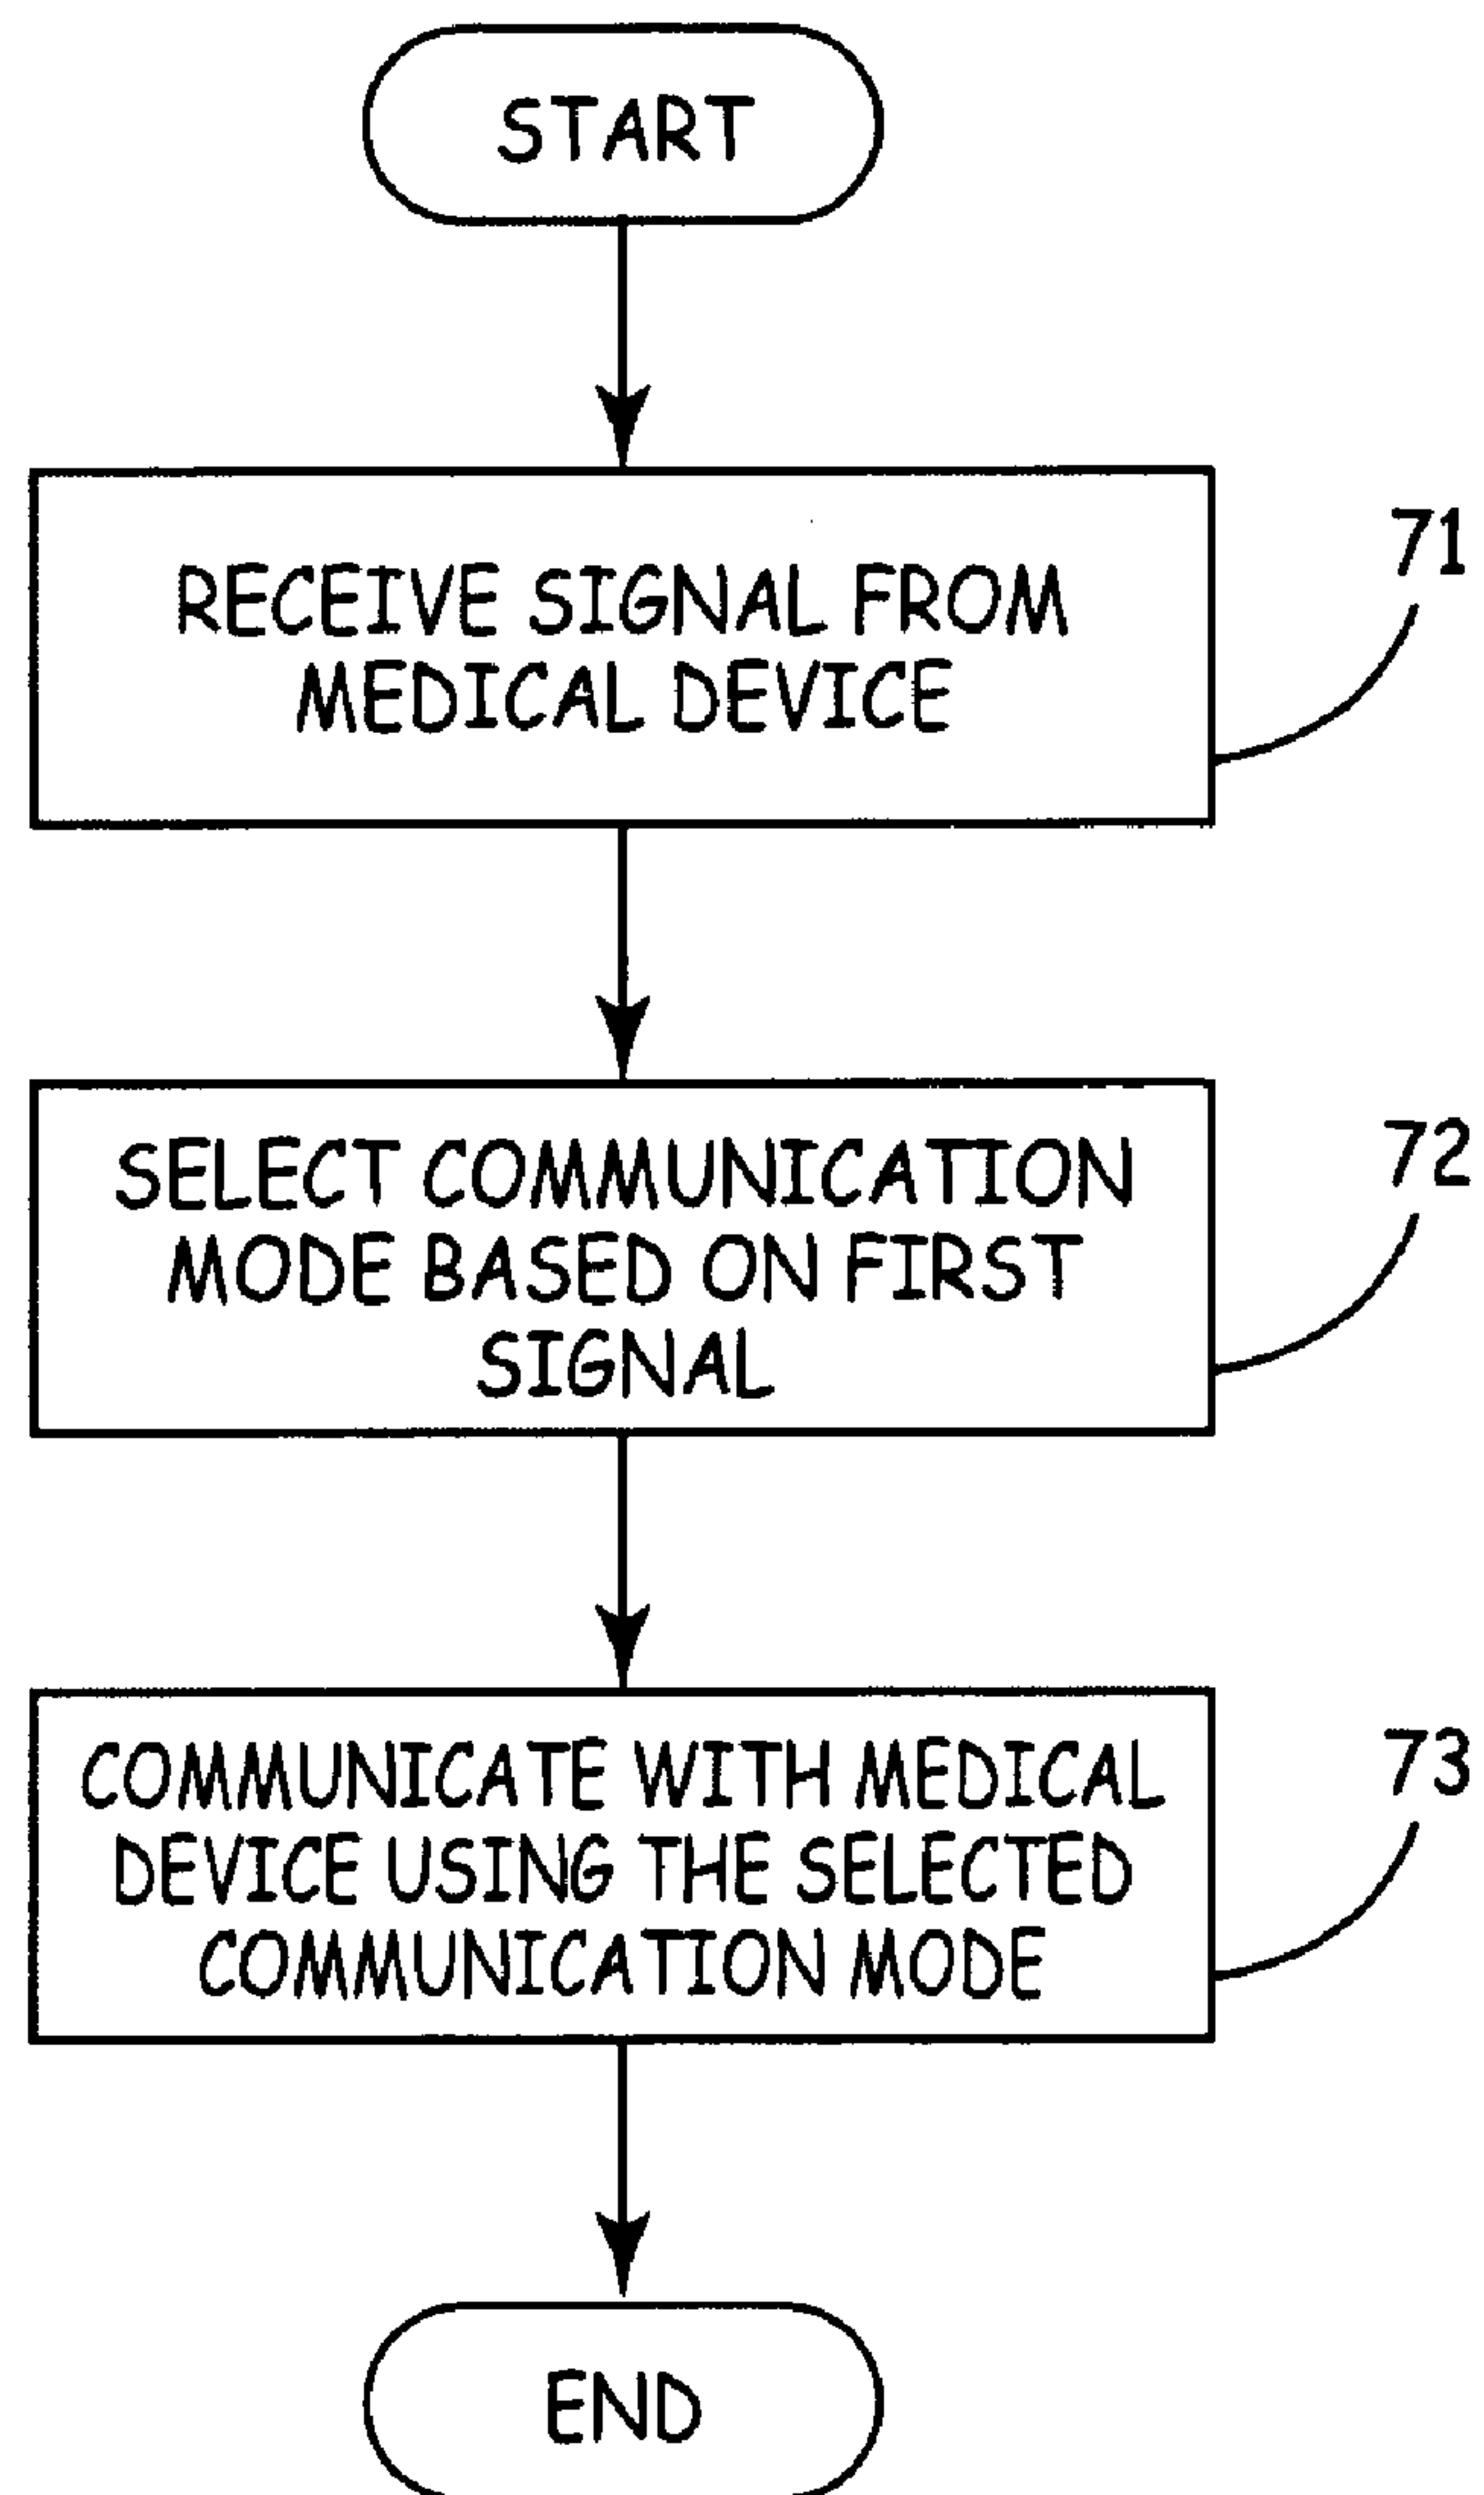 START
RECEIVE SIGNAL FROM
MEDICAL DEVICE
71
SELECT COMMUNICATION
MODE BASED ON FIRST
SIGNAL
72
COMMUNICATE WITH MEDICAL
DEVICE USING THE SELECTED
COMMUNICATION MODE
73
END